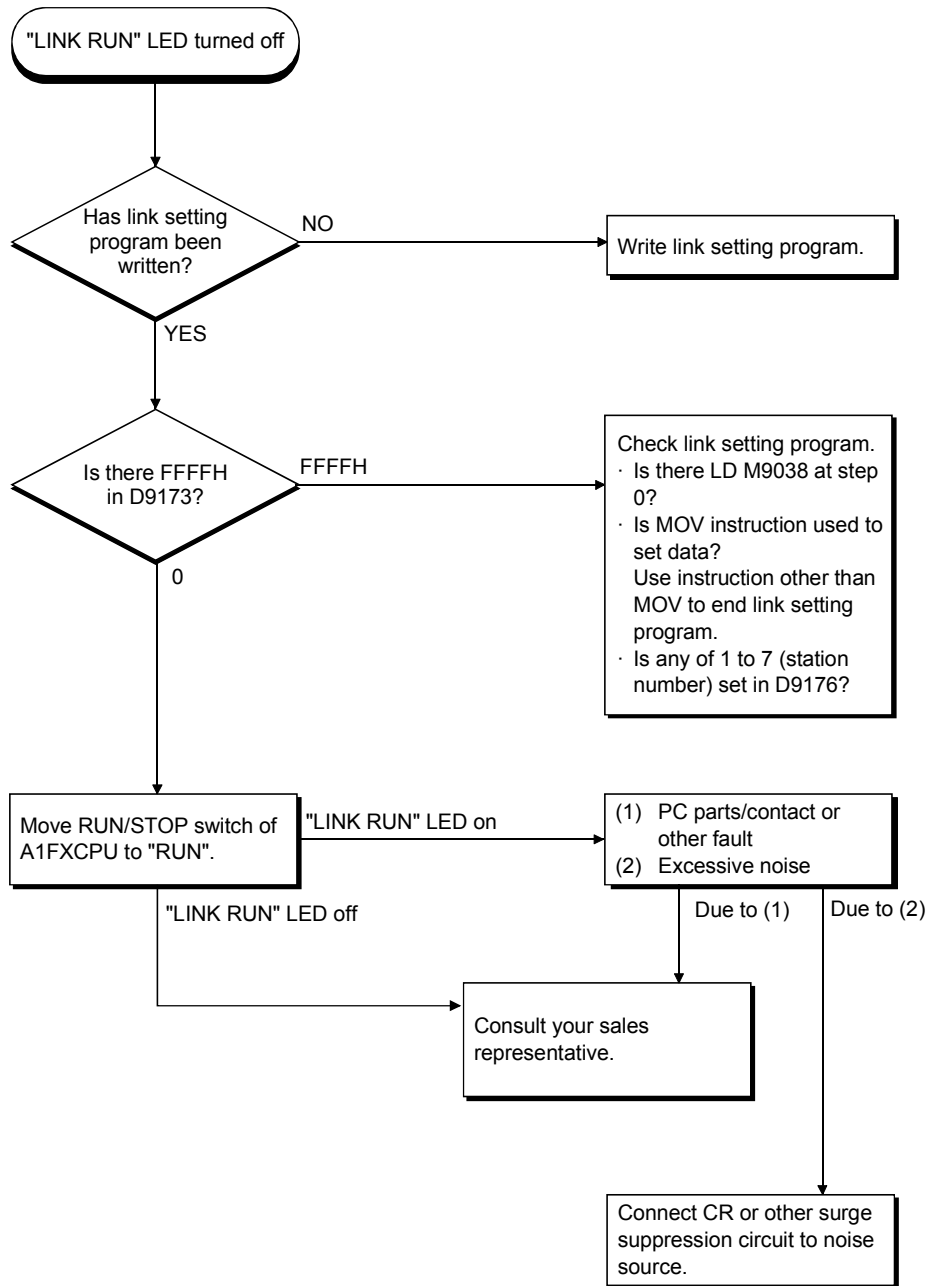 "LINK RUN" LED turned off
Has link setting
program been
written?
NO
Write link setting program.
YES
Is there FFFFH
in D9173?
FFFFH
Check link setting program.
· Is there LD M9038 at step
0?
· Is MOV instruction used to
set data?
Use instruction other than
MOV to end link setting
program.
· Is any of 1 to 7 (station
number) set in D9176?
0
Move RUN/STOP switch of
A1FXCPU to "RUN".
"LINK RUN" LED on
(1) PC parts/contact or
other fault
(2) Excessive noise
"LINK RUN" LED off
Due to (1)
Due to (2)
Consult your sales
representative.
Connect CR or other surge
suppression circuit to noise
source.